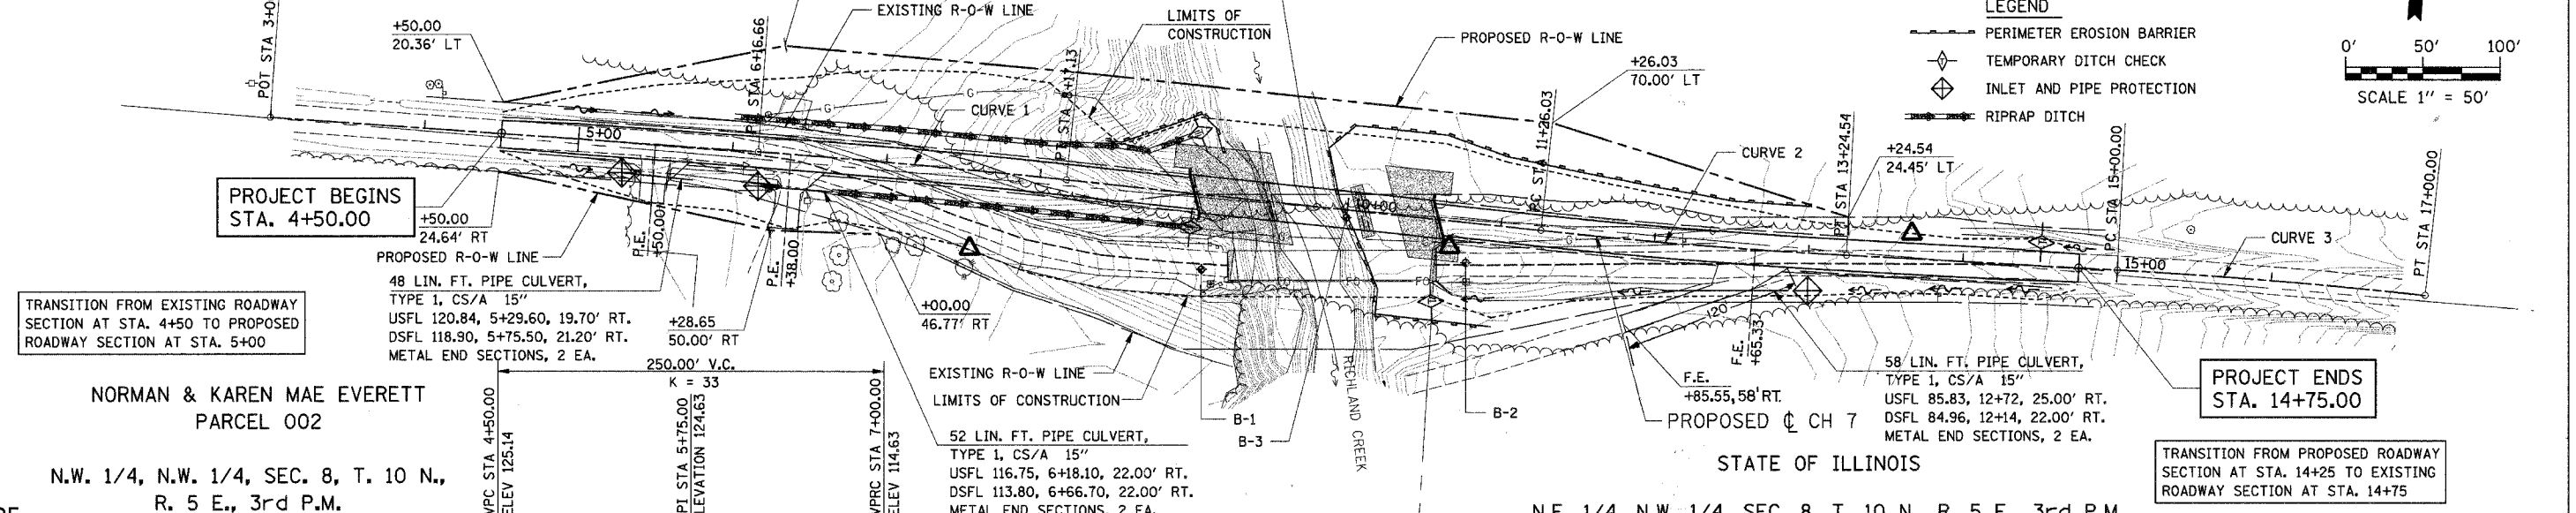 POT STA 3+0
+50.00
20.36' LT
STA 6+16.66
EXISTING R-O-W LINE
STA 8+11.13
LIMITS OF
CONSTRUCTION
CURVE 1
PROPOSED R-O-W LINE
+26.03
70.00' LT
PC STA 11+26.03
CURVE 2
PT STA 13+24.54
+24.54
24.45' LT
PC STA 15+00.00
CURVE 3
PT STA 17+00.00
LEGEND
PERIMETER EROSION BARRIER
TEMPORARY DITCH CHECK
INLET AND PIPE PROTECTION
RIPRAP DITCH
0' 50' 100'
SCALE 1" = 50'
5+00
10+00
15+00
PROJECT BEGINS
STA. 4+50.00
+50.00
24.64' RT
PROPOSED R-O-W LINE
P.E.
+50.00
P.E.
+38.00
+28.65
50.00' RT
48 LIN. FT. PIPE CULVERT,
TYPE 1, CS/A 15"
USFL 120.84, 5+29.60, 19.70' RT.
DSFL 118.90, 5+75.50, 21.20' RT.
METAL END SECTIONS, 2 EA.
TRANSITION FROM EXISTING ROADWAY
SECTION AT STA. 4+50 TO PROPOSED
ROADWAY SECTION AT STA. 5+00
NORMAN & KAREN MAE EVERETT
PARCEL 002
N.W. 1/4, N.W. 1/4, SEC. 8, T. 10 N.,
R. 5 E., 3rd P.M.
250.00' V.C.
K = 33
VPC STA 4+50.00
ELEV 125.14
PI STA 5+75.00
ELEVATION 124.63
VPRC STA 7+00.00
ELEV 114.63
+00.00
46.77' RT
EXISTING R-O-W LINE
LIMITS OF CONSTRUCTION
52 LIN. FT. PIPE CULVERT,
TYPE 1, CS/A 15"
USFL 116.75, 6+18.10, 22.00' RT.
DSFL 113.80, 6+66.70, 22.00' RT.
METAL END SECTIONS, 2 EA.
B-1
B-3
B-2
RICHLAND CREEK
120
F.E.
+65.33
F.E.
+85.55, 58' RT.
PROPOSED ℄ CH 7
58 LIN. FT. PIPE CULVERT,
TYPE 1, CS/A 15"
USFL 85.83, 12+72, 25.00' RT.
DSFL 84.96, 12+14, 22.00' RT.
METAL END SECTIONS, 2 EA.
STATE OF ILLINOIS
N.E. 1/4, N.W. 1/4, SEC. 8, T. 10 N., R. 5 E., 3rd P.M.
PROJECT ENDS
STA. 14+75.00
TRANSITION FROM PROPOSED ROADWAY
SECTION AT STA. 14+25 TO EXISTING
ROADWAY SECTION AT STA. 14+75